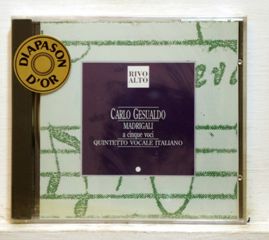 DIAPASON
D'OR
RIVO
ALTO
CARLO GESUALDO
MADRIGALI
a cinque voci
QUINTETTO VOCALE ITALIANO